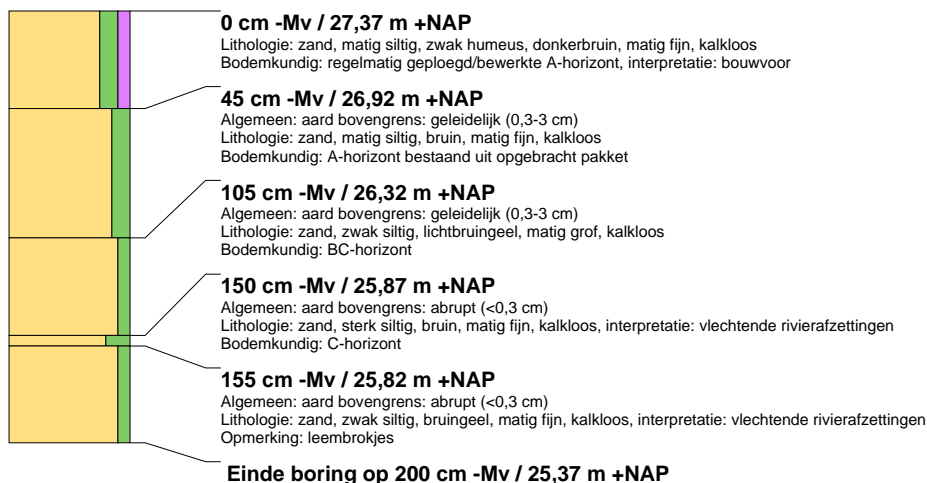 0 cm -Mv / 27,37 m +NAP
Lithologie: zand, matig siltig, zwak humeus, donkerbruin, matig fijn, kalkloos
Bodemkundig: regelmatig geploegd/bewerkte A-horizont, interpretatie: bouwvoor
45 cm -Mv / 26,92 m +NAP
Algemeen: aard bovengrens: geleidelijk (0,3-3 cm)
Lithologie: zand, matig siltig, bruin, matig fijn, kalkloos
Bodemkundig: A-horizont bestaand uit opgebracht pakket
105 cm -Mv / 26,32 m +NAP
Algemeen: aard bovengrens: geleidelijk (0,3-3 cm)
Lithologie: zand, zwak siltig, lichtbruingeel, matig grof, kalkloos
Bodemkundig: BC-horizont
150 cm -Mv / 25,87 m +NAP
Algemeen: aard bovengrens: abrupt (<0,3 cm)
Lithologie: zand, sterk siltig, bruin, matig fijn, kalkloos, interpretatie: vlechtende rivierafzettingen
Bodemkundig: C-horizont
155 cm -Mv / 25,82 m +NAP
Algemeen: aard bovengrens: abrupt (<0,3 cm)
Lithologie: zand, zwak siltig, bruingeel, matig fijn, kalkloos, interpretatie: vlechtende rivierafzettingen
Opmerking: leembrokjes
Einde boring op 200 cm -Mv / 25,37 m +NAP